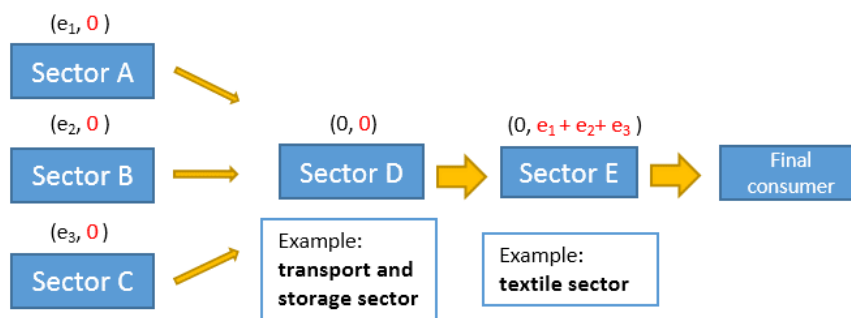 (e₁, 0)
Sector A
(e₂, 0)
Sector B
(e₃, 0)
Sector C
(0, 0)
Sector D
Example:
transport and
storage sector
(0, e₁ + e₂+ e₃ )
Sector E
Example:
textile sector
Final
consumer